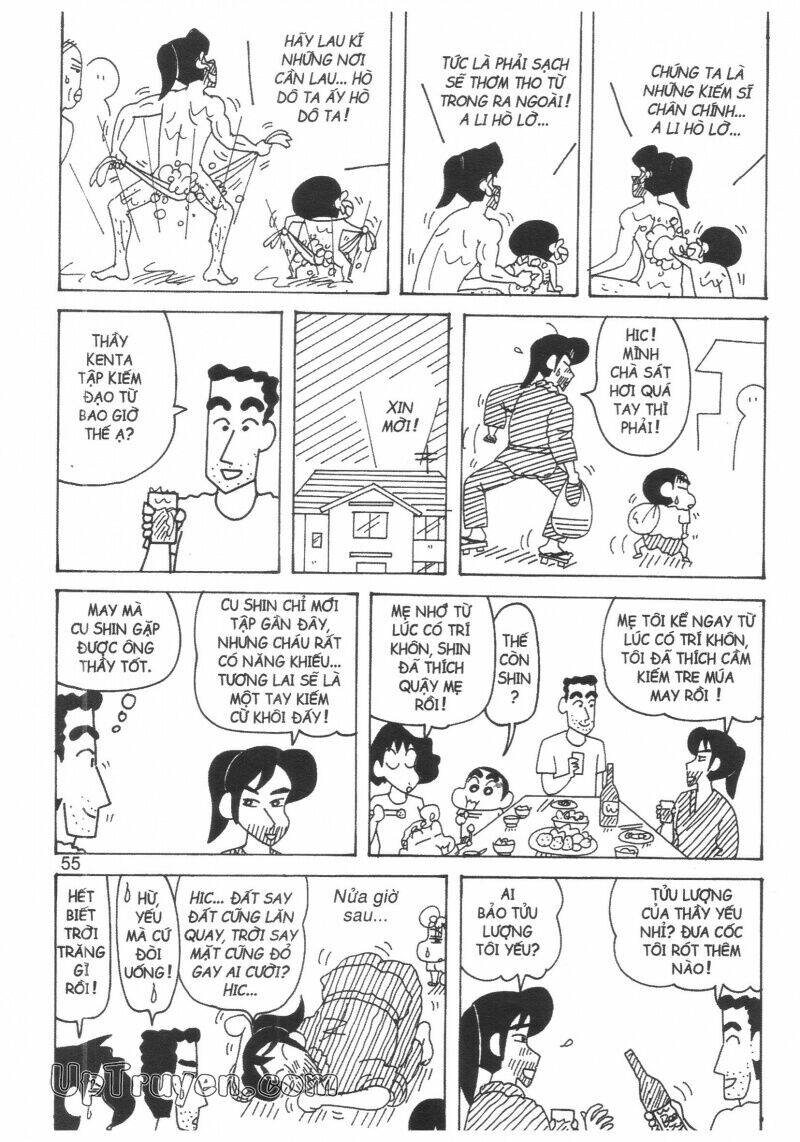 CHÚNG TA LÀ
NHỮNG KIẾM SĨ
CHÂN CHÍNH...
A LI HÒ LỜ...
TỨC LÀ PHẢI SẠCH
SẼ THƠM THO TỪ
TRONG RA NGOÀI!
A LI HÒ LỜ...
HÃY LAU KĨ
NHỮNG NƠI
CẦN LAU... HÒ
DÔ TA ẤY HÒ
DÔ TA!
HIC!
MÌNH
CHÀ SÁT
HƠI QUÁ
TAY THÌ
PHẢI!
XIN
MỜI!
THẦY
KENTA
TẬP KIẾM
ĐẠO TỪ
BAO GIỜ
THẾ Ạ?
MẸ TÔI KỂ NGAY TỪ
LÚC CÓ TRÍ KHÔN,
TÔI ĐÃ THÍCH CẦM
KIẾM TRE MÚA
MAY RỒI!
THẾ
CÒN
SHIN
?
MẸ NHỚ TỪ
LÚC CÓ TRÍ
KHÔN, SHIN
ĐÃ THÍCH
QUẬY MẸ
RỒI!
CU SHIN CHỈ MỚI
TẬP GẦN ĐÂY,
NHƯNG CHÁU RẤT
CÓ NĂNG KHIẾU...
TƯƠNG LAI SẼ LÀ
MỘT TAY KIẾM
CỪ KHÔI ĐẤY!
MAY MÀ
CU SHIN GẶP
ĐƯỢC ÔNG
THẦY TỐT.
55
TỬU LƯỢNG
CỦA THẦY YẾU
NHỈ? ĐƯA CỐC
TÔI RÓT THÊM
NÀO!
AI
BẢO TỬU
LƯỢNG
TÔI YẾU?
Nửa giờ
sau...
HIC... ĐẤT SAY
ĐẤT CŨNG LĂN
QUAY, TRỜI SAY
MẶT CŨNG ĐỎ
GAY AI CƯỜI?
HIC...
HỪ,
YẾU
MÀ CỨ
ĐÒI
UỐNG!
HẾT
BIẾT
TRỜI
TRĂNG
GÌ
RỒI!
UpTruyen.com